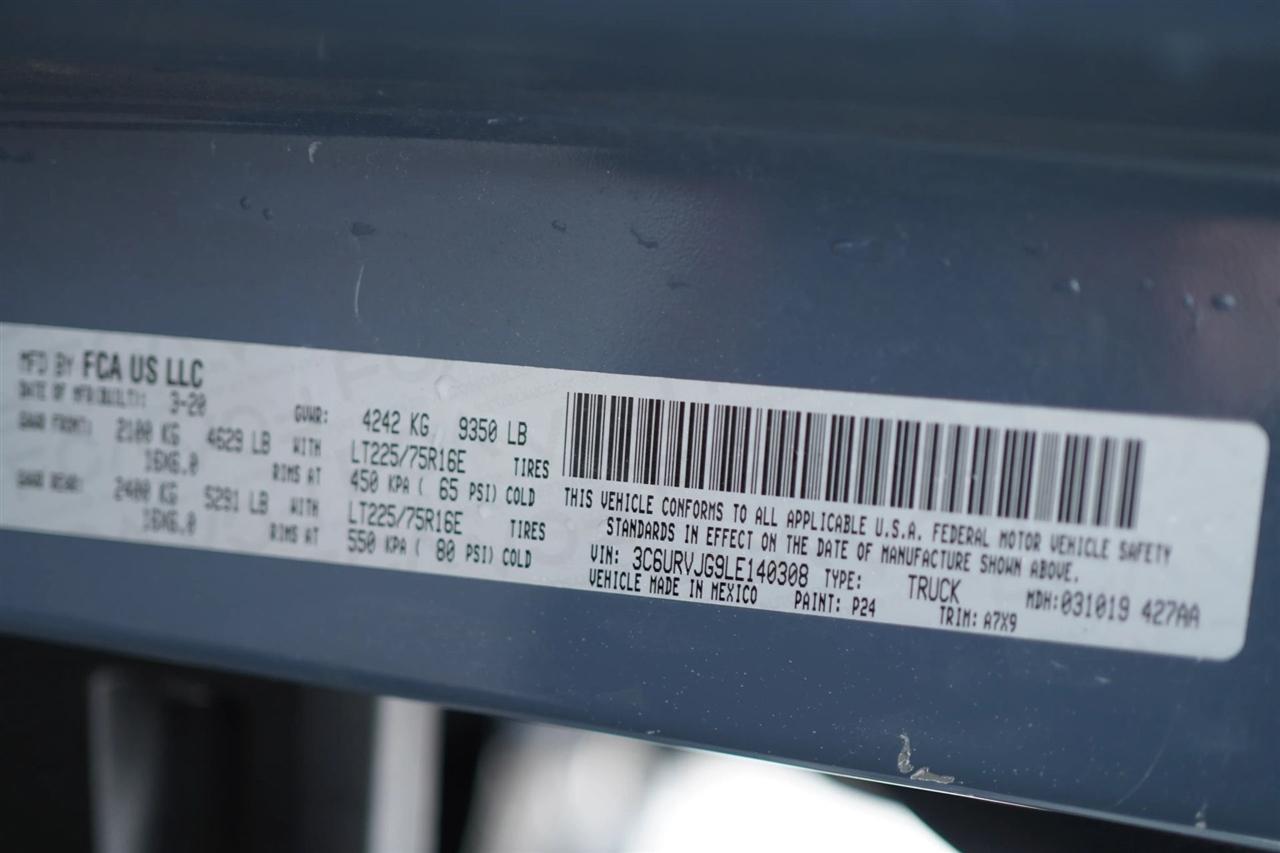 MFD BY FCA US LLC
DATE OF MFR(BUILT): 3-20
GVWR: 4242 KG 9350 LB
GAWR FRONT: 2100 KG 4629 LB WITH LT225/75R16E TIRES
16X6.0 RIMS AT 450 KPA ( 65 PSI) COLD
GAWR REAR: 2400 KG 5291 LB WITH LT225/75R16E TIRES
16X6.0 RIMS AT 550 KPA ( 80 PSI) COLD
THIS VEHICLE CONFORMS TO ALL APPLICABLE U.S.A. FEDERAL MOTOR VEHICLE SAFETY
STANDARDS IN EFFECT ON THE DATE OF MANUFACTURE SHOWN ABOVE.
VIN: 3C6URVJG9LE140308 TYPE: TRUCK MDH:031019 427AA
VEHICLE MADE IN MEXICO PAINT: P24 TRIM: A7X9